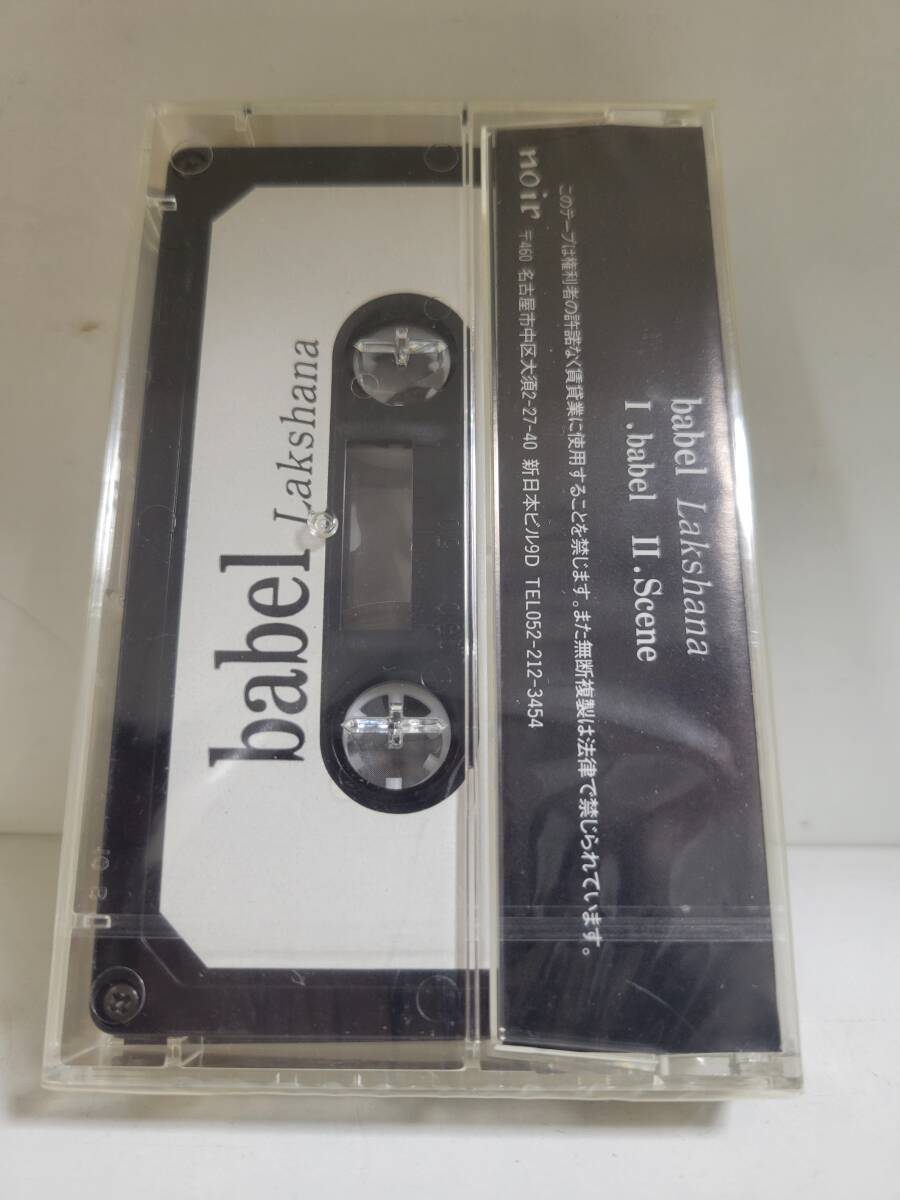 babel
Lakshana
babel Lakshana
I.babel II.Scene
このテープは権利者の許諾なく賃貸業に使用することを禁じます。また無断複製は法律で禁じられています。
noir 〒460 名古屋市中区大須2-27-40 新日本ビル9D TEL052-212-3454